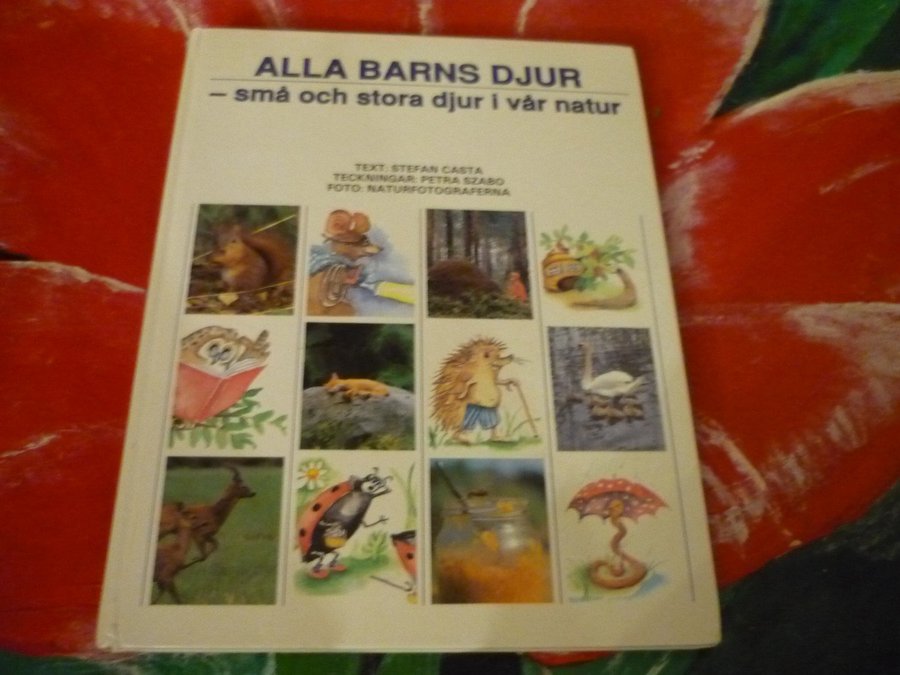 ALLA BARNS DJUR
– små och stora djur i vår natur
TEXT: STEFAN CASTA
TECKNINGAR: PETRA SZABO
FOTO: NATURFOTOGRAFERNA